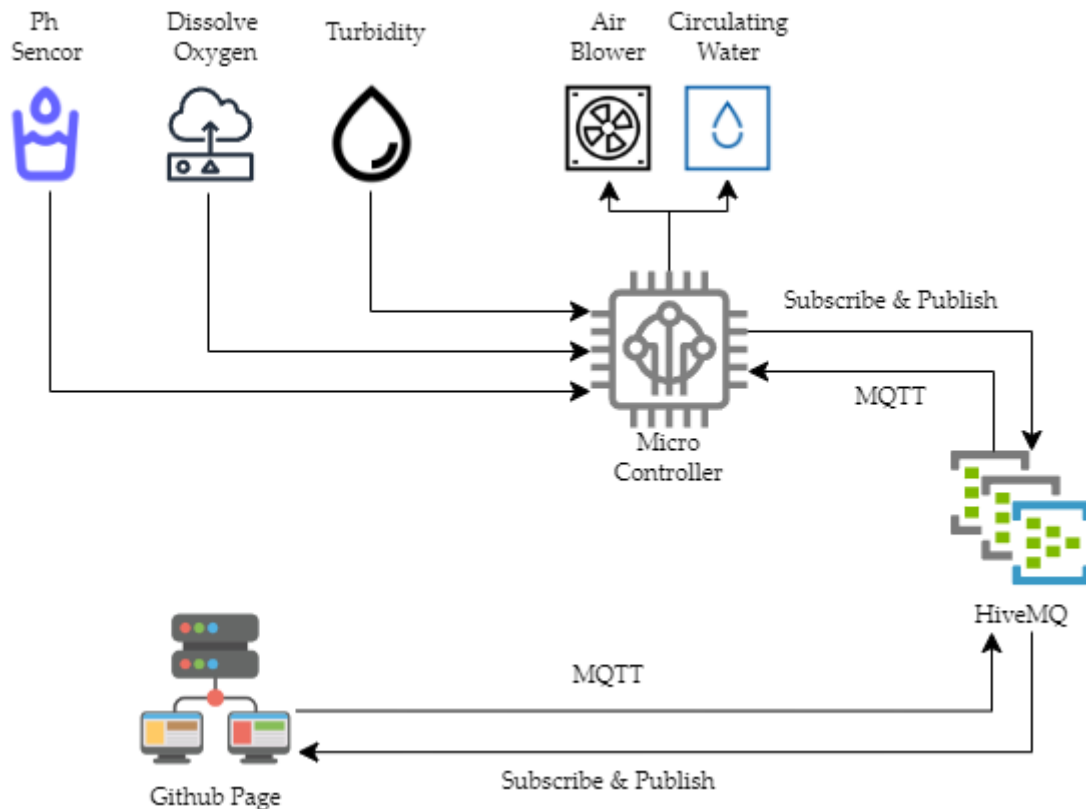 Ph
Sencor
Dissolve
Oxygen
Turbidity
Air
Blower
Circulating
Water
Subscribe & Publish
MQTT
Micro
Controller
HiveMQ
MQTT
Subscribe & Publish
Github Page